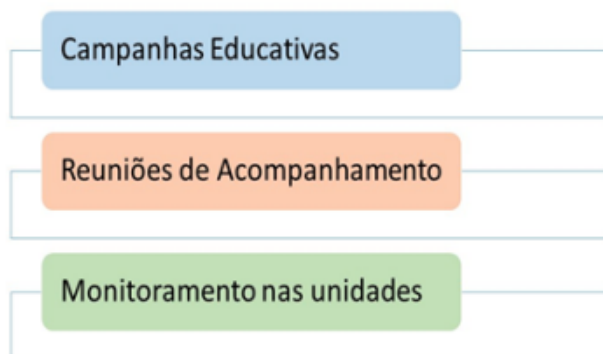 Campanhas Educativas
Reuniões de Acompanhamento
Monitoramento nas unidades